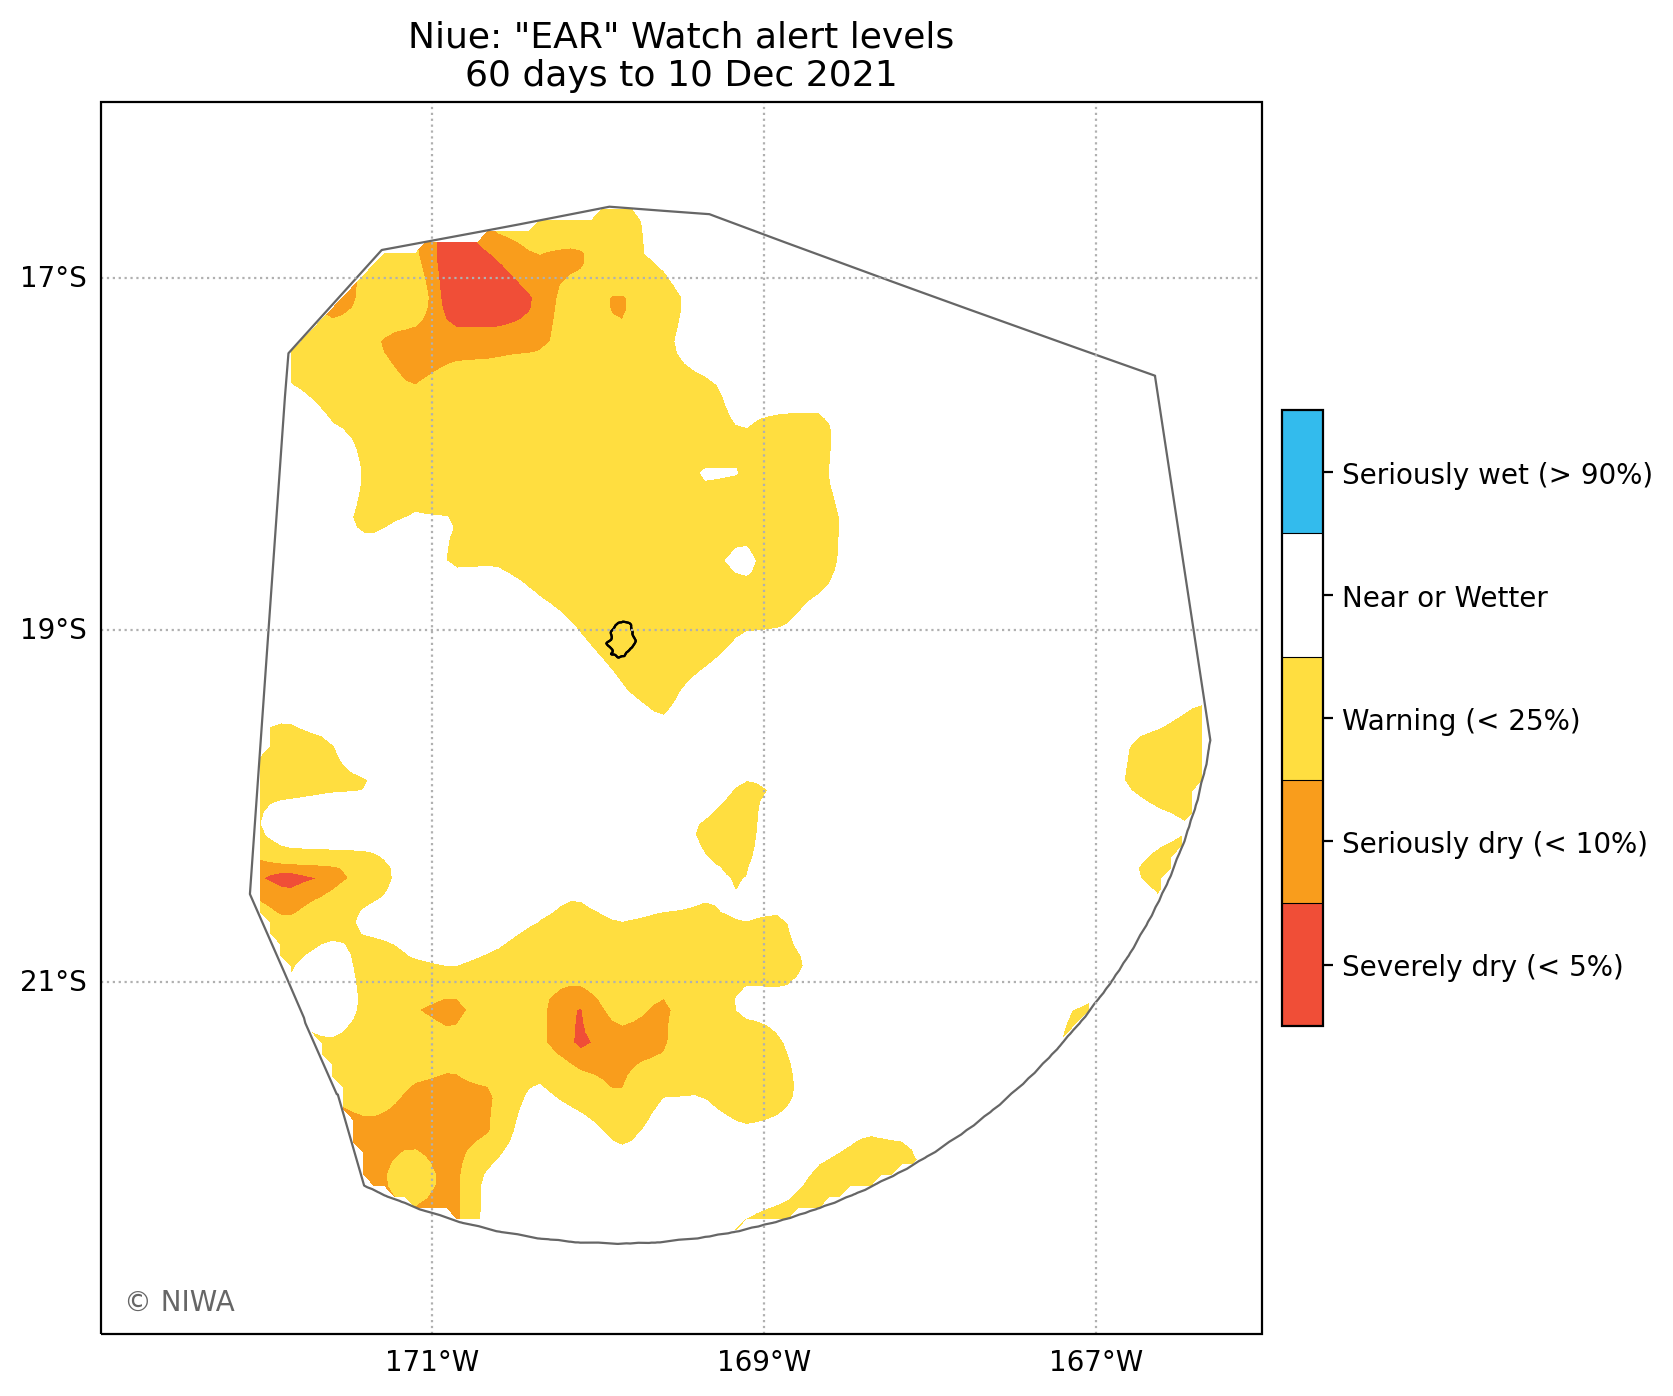 Niue: "EAR" Watch alert levels
60 days to 10 Dec 2021
17°S
19°S
21°S
171°W
169°W
167°W
Seriously wet (> 90%)
Near or Wetter
Warning (< 25%)
Seriously dry (< 10%)
Severely dry (< 5%)
© NIWA